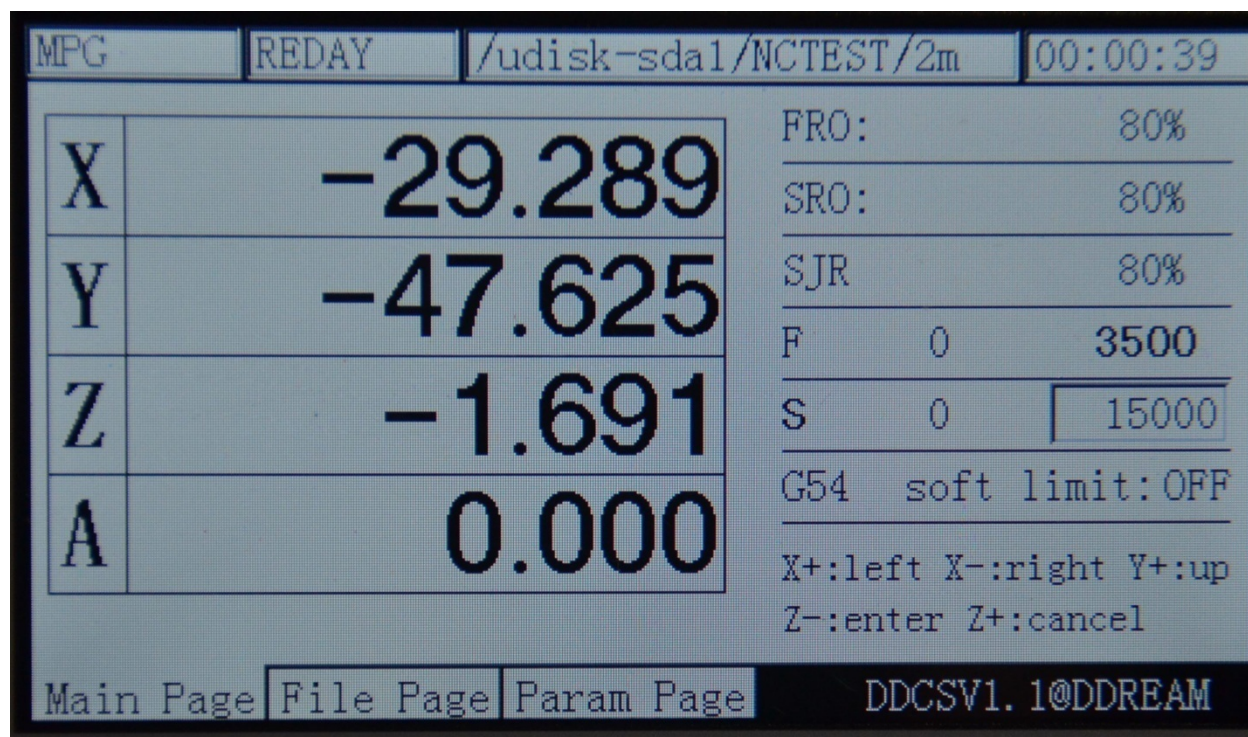 MPG REDAY /udisk-sda1/NCTEST/2m 00:00:39
X -29.289
Y -47.625
Z -1.691
A 0.000
FRO: 80%
SRO: 80%
SJR 80%
F 0 3500
S 0 15000
G54 soft limit:OFF
X+:left X-:right Y+:up
Z-:enter Z+:cancel
Main Page File Page Param Page DDCSV1.1@DDREAM